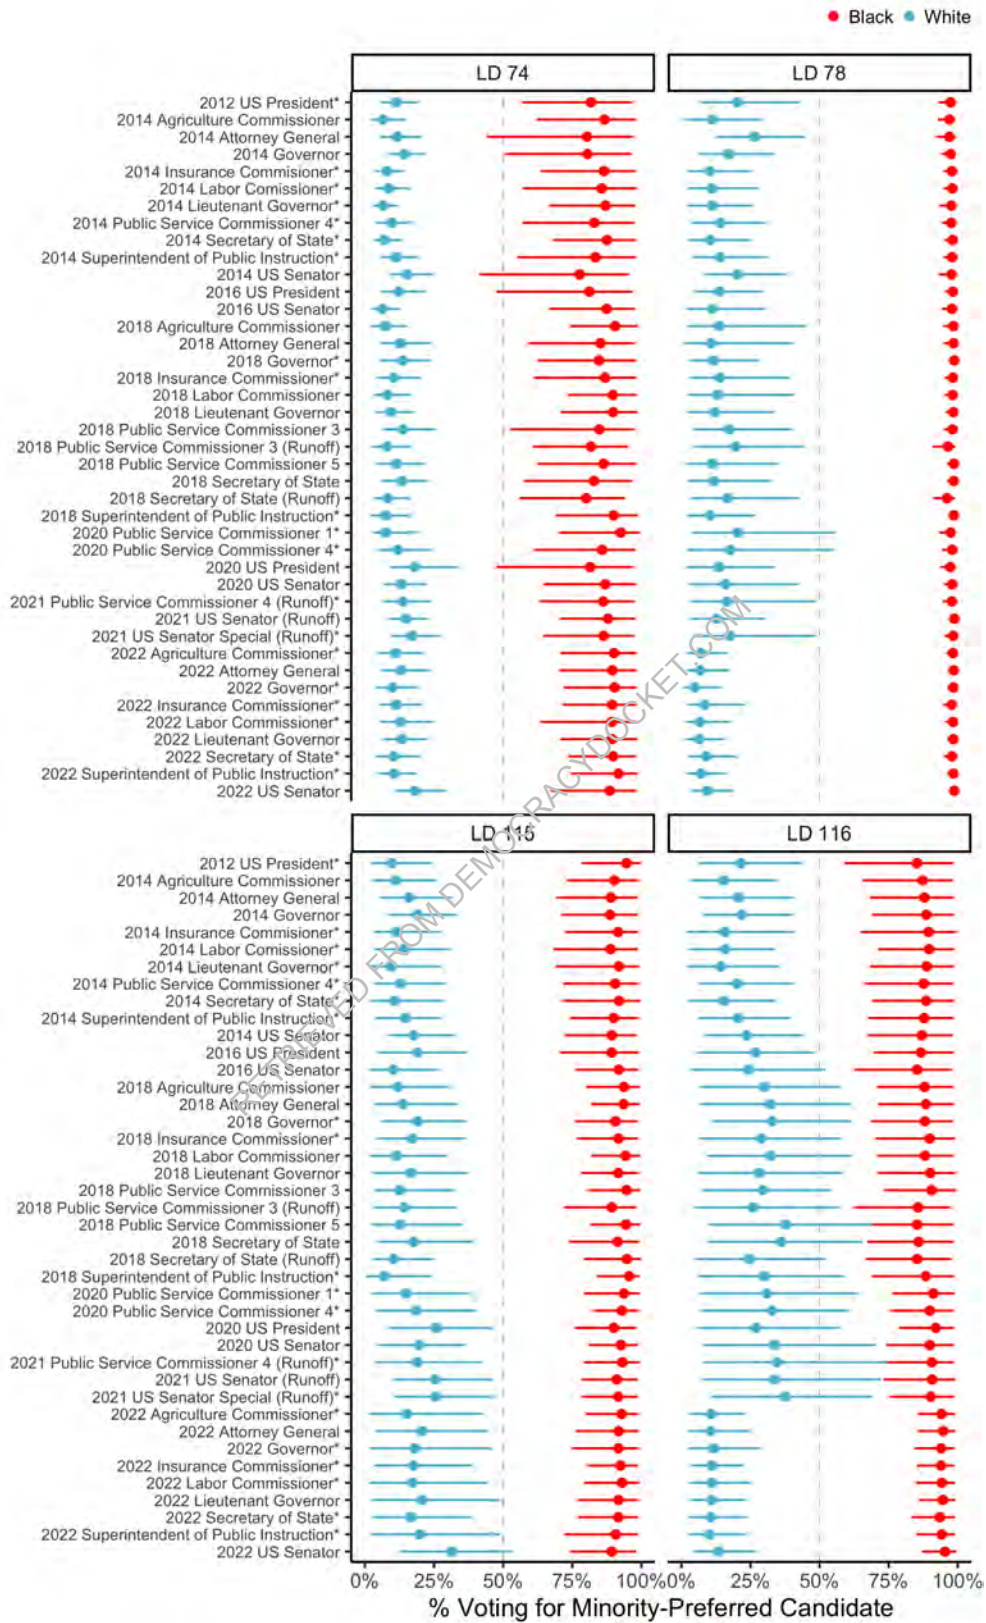 Black White
LD 74 LD 78
2012 US President*
2014 Agriculture Commissioner
2014 Attorney General
2014 Governor
2014 Insurance Commisioner*
2014 Labor Comissioner*
2014 Lieutenant Governor*
2014 Public Service Commissioner 4*
2014 Secretary of State*
2014 Superintendent of Public Instruction*
2014 US Senator
2016 US President
2016 US Senator
2018 Agriculture Commissioner
2018 Attorney General
2018 Governor*
2018 Insurance Commissioner*
2018 Labor Commissioner
2018 Lieutenant Governor
2018 Public Service Commissioner 3
2018 Public Service Commissioner 3 (Runoff)
2018 Public Service Commissioner 5
2018 Secretary of State
2018 Secretary of State (Runoff)
2018 Superintendent of Public Instruction*
2020 Public Service Commissioner 1*
2020 Public Service Commissioner 4*
2020 US President
2020 US Senator
2021 Public Service Commissioner 4 (Runoff)*
2021 US Senator (Runoff)
2021 US Senator Special (Runoff)*
2022 Agriculture Commissioner*
2022 Attorney General
2022 Governor*
2022 Insurance Commissioner*
2022 Labor Commissioner*
2022 Lieutenant Governor
2022 Secretary of State*
2022 Superintendent of Public Instruction*
2022 US Senator
LD 115 LD 116
2012 US President*
2014 Agriculture Commissioner
2014 Attorney General
2014 Governor
2014 Insurance Commisioner*
2014 Labor Comissioner*
2014 Lieutenant Governor*
2014 Public Service Commissioner 4*
2014 Secretary of State*
2014 Superintendent of Public Instruction*
2014 US Senator
2016 US President
2016 US Senator
2018 Agriculture Commissioner
2018 Attorney General
2018 Governor*
2018 Insurance Commissioner*
2018 Labor Commissioner
2018 Lieutenant Governor
2018 Public Service Commissioner 3
2018 Public Service Commissioner 3 (Runoff)
2018 Public Service Commissioner 5
2018 Secretary of State
2018 Secretary of State (Runoff)
2018 Superintendent of Public Instruction*
2020 Public Service Commissioner 1*
2020 Public Service Commissioner 4*
2020 US President
2020 US Senator
2021 Public Service Commissioner 4 (Runoff)*
2021 US Senator (Runoff)
2021 US Senator Special (Runoff)*
2022 Agriculture Commissioner*
2022 Attorney General
2022 Governor*
2022 Insurance Commissioner*
2022 Labor Commissioner*
2022 Lieutenant Governor
2022 Secretary of State*
2022 Superintendent of Public Instruction*
2022 US Senator
0% 25% 50% 75% 100% 0% 25% 50% 75% 100%
% Voting for Minority-Preferred Candidate
RETRIEVED FROM DEMOCRACYDOCKET.COM